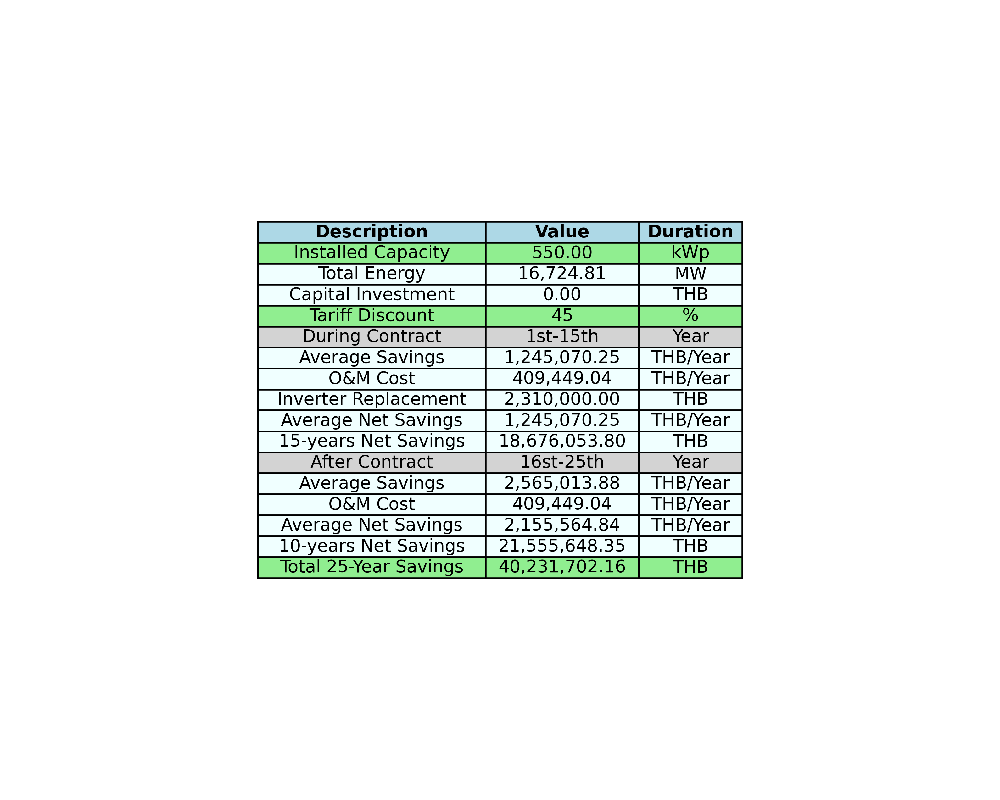 Description Value Duration
Installed Capacity 550.00 kWp
Total Energy 16,724.81 MW
Capital Investment 0.00 THB
Tariff Discount 45 %
During Contract 1st-15th Year
Average Savings 1,245,070.25 THB/Year
O&M Cost 409,449.04 THB/Year
Inverter Replacement 2,310,000.00 THB
Average Net Savings 1,245,070.25 THB/Year
15-years Net Savings 18,676,053.80 THB
After Contract 16st-25th Year
Average Savings 2,565,013.88 THB/Year
O&M Cost 409,449.04 THB/Year
Average Net Savings 2,155,564.84 THB/Year
10-years Net Savings 21,555,648.35 THB
Total 25-Year Savings 40,231,702.16 THB